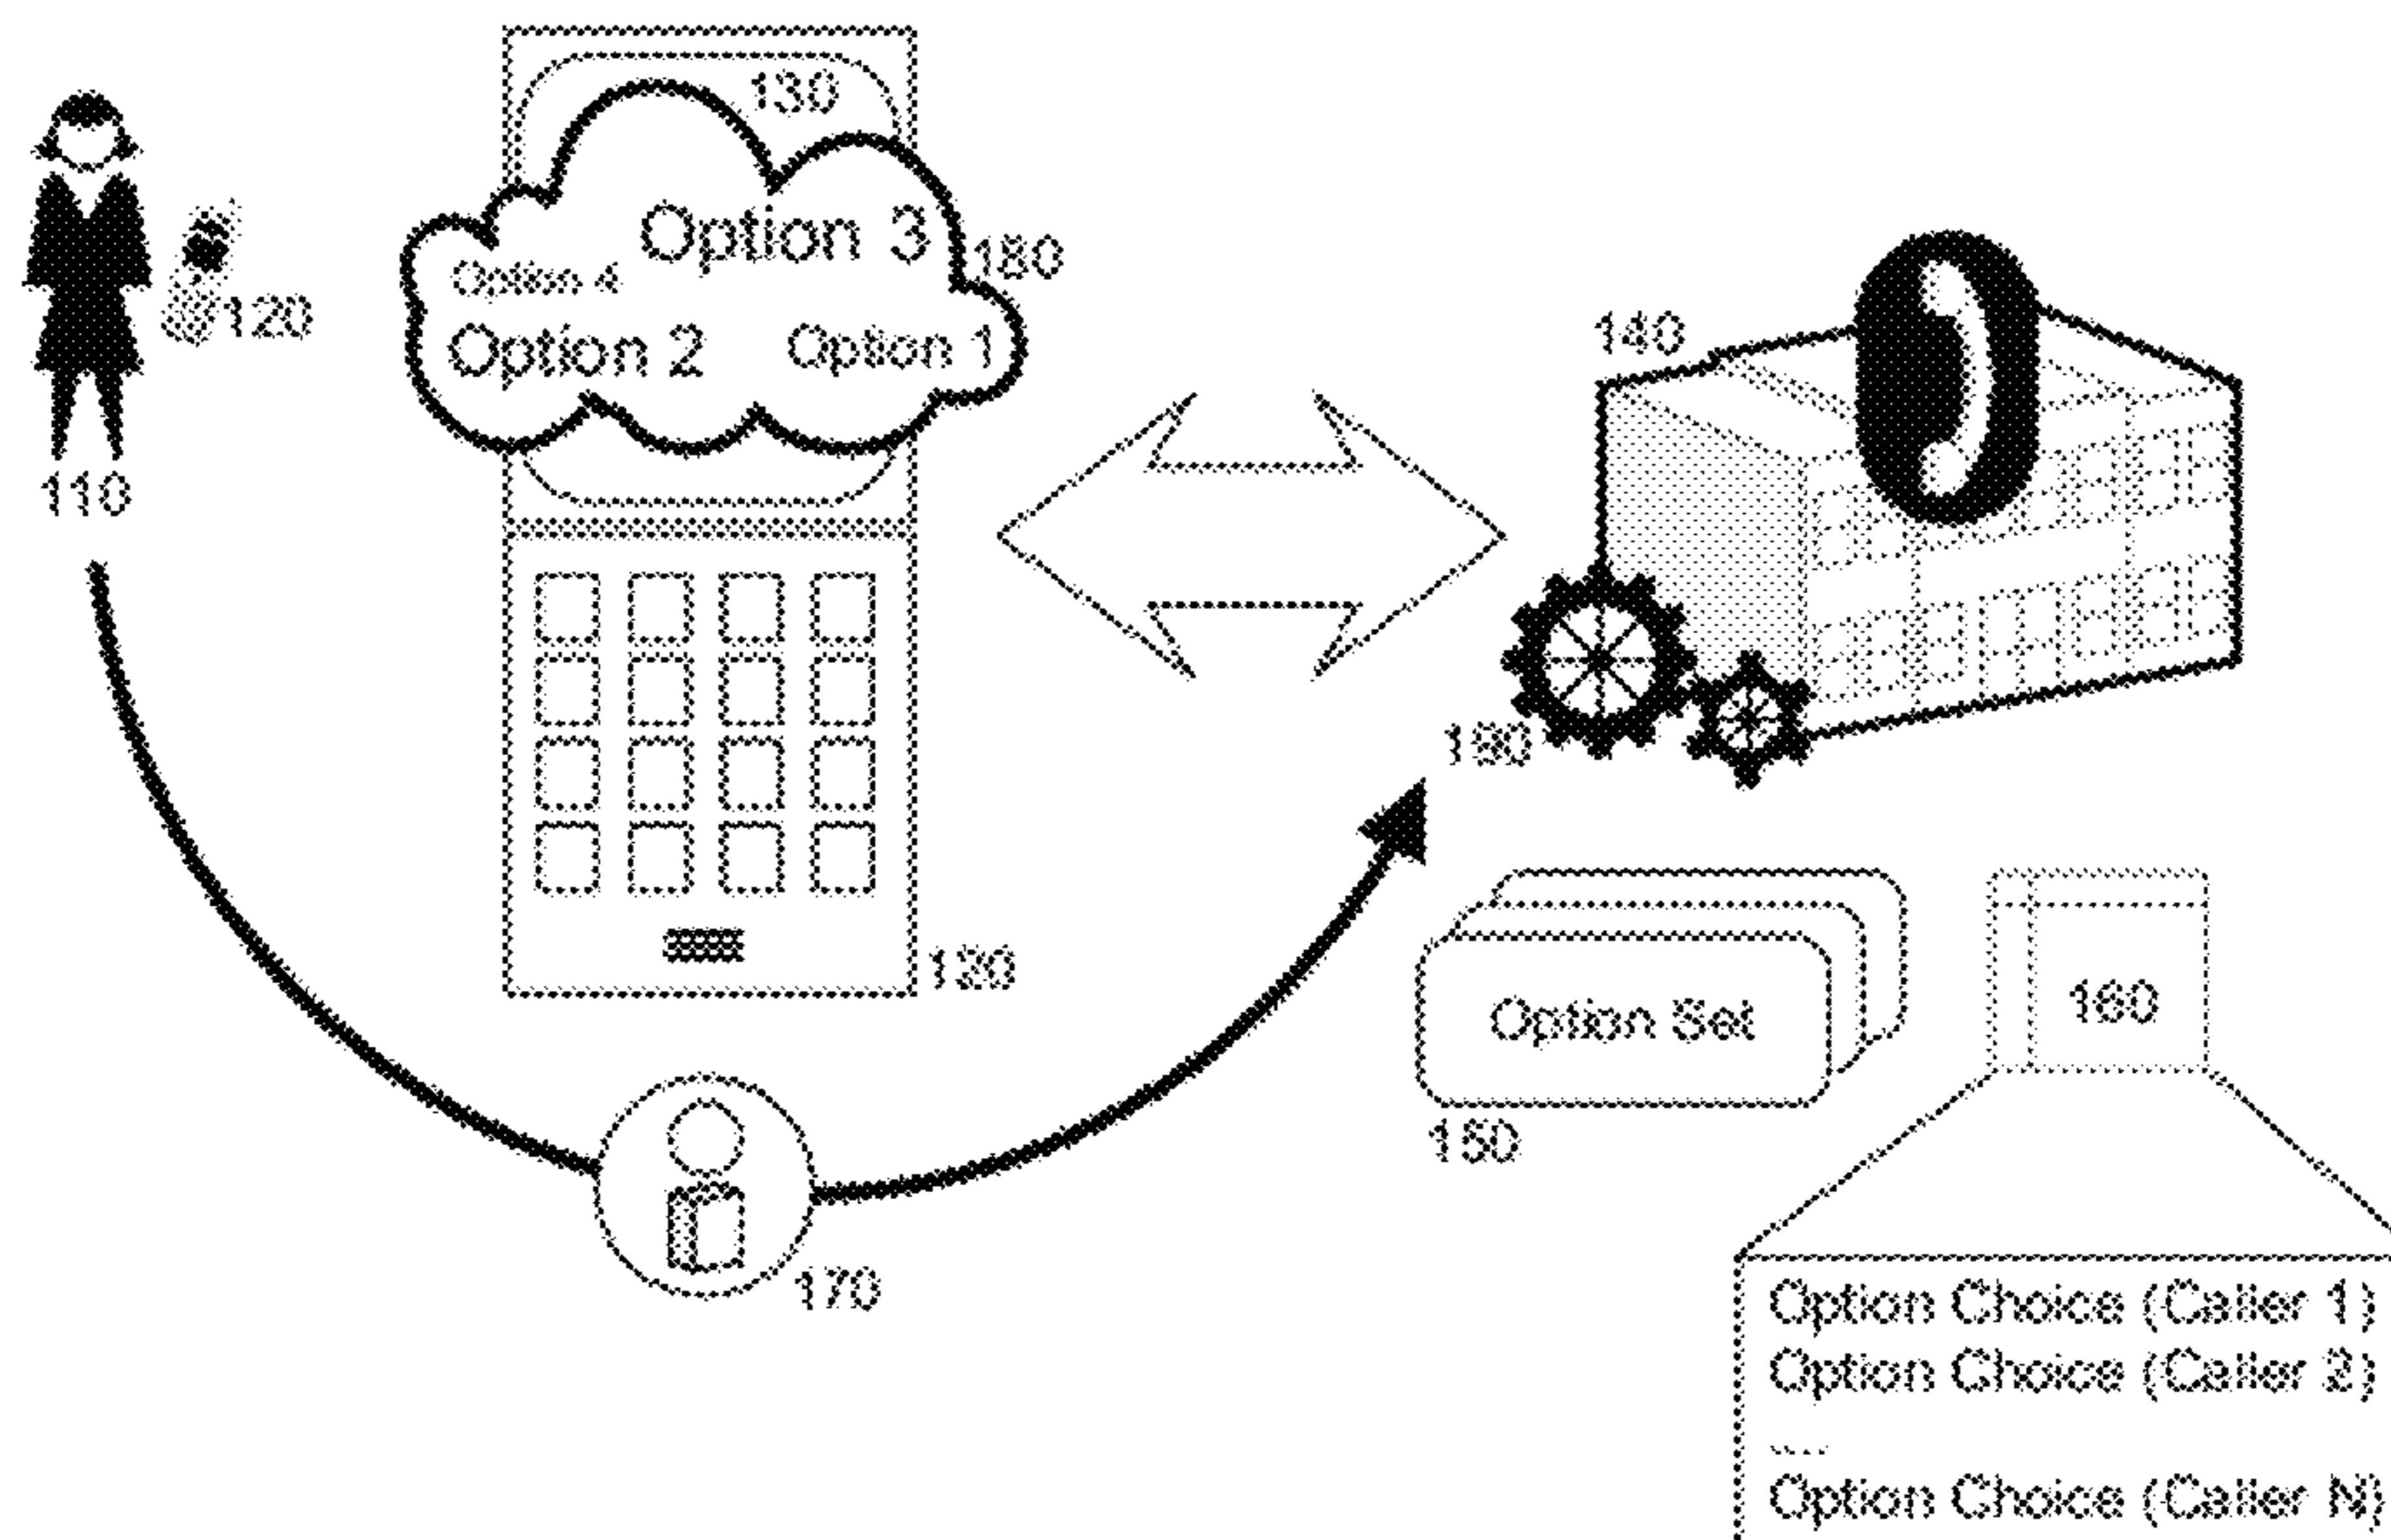 130
Option 3
180
Option 4
120
140
Option 2
Option 1
110
120
160
Option Set
150
170
Option Choice (Caller 1)
Option Choice (Caller 2)
...
Option Choice (Caller N)